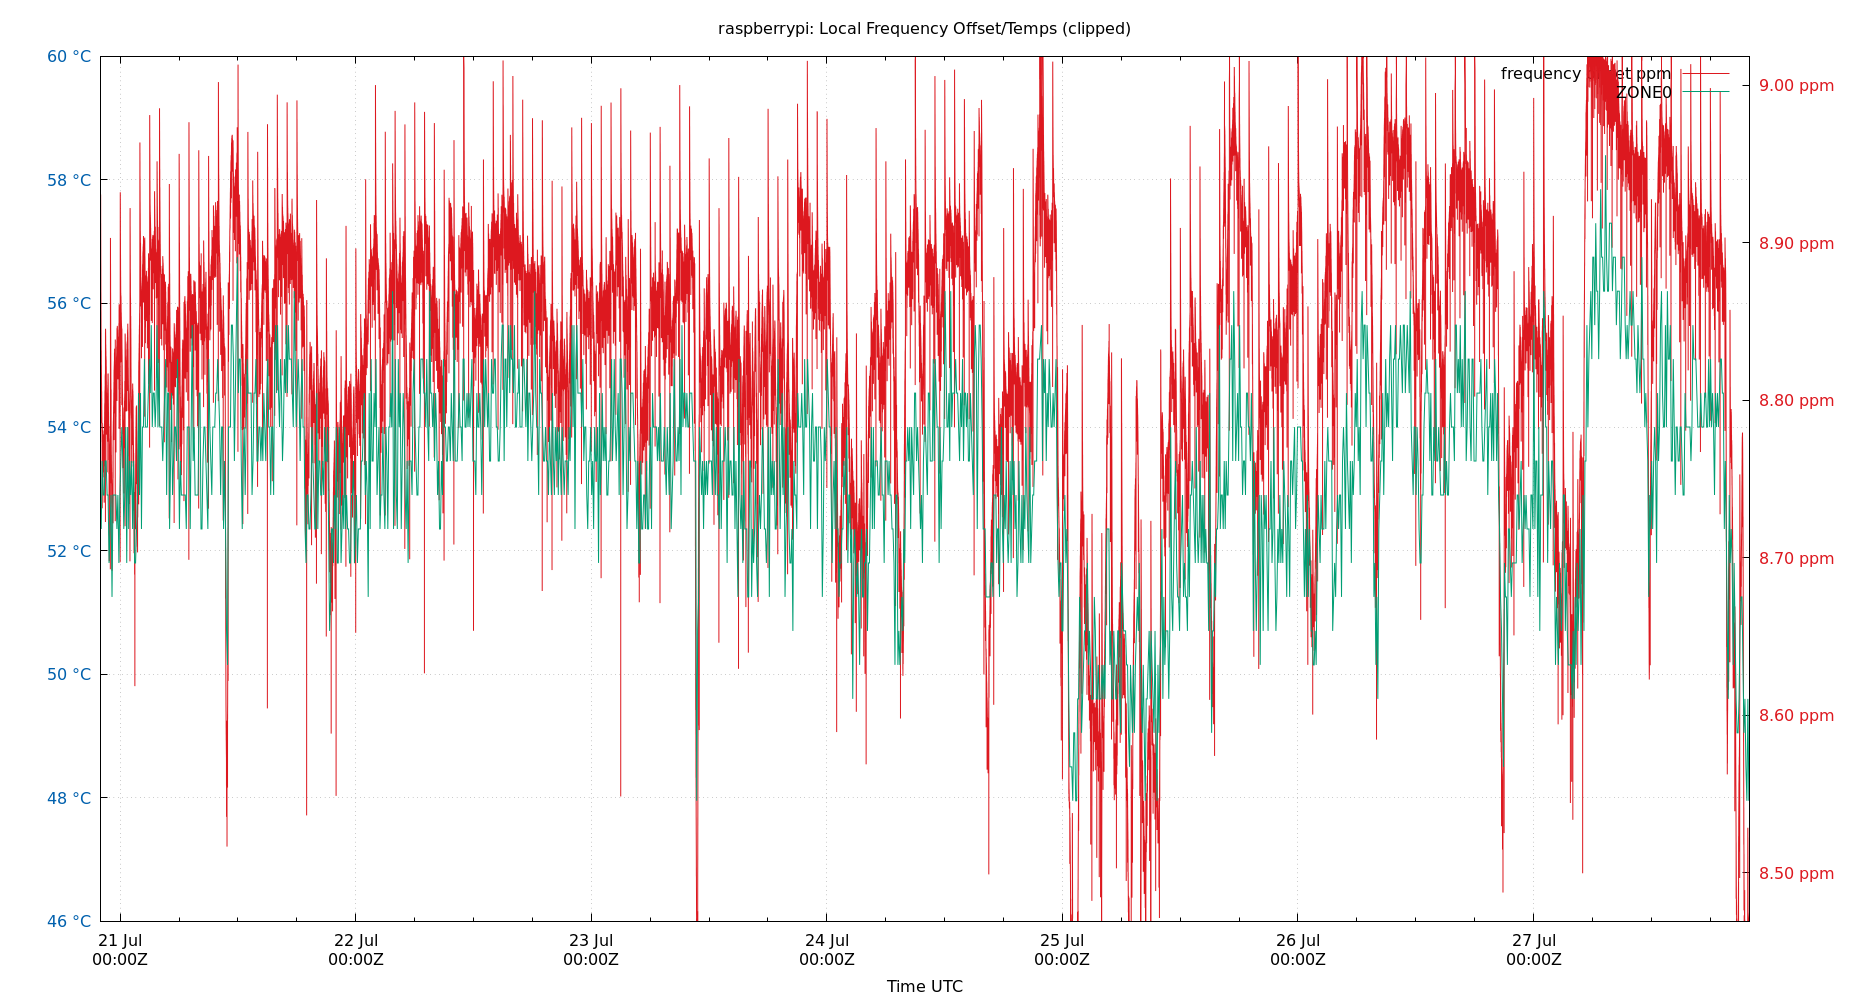 raspberrypi: Local Frequency Offset/Temps (clipped)
60 °C
58 °C
56 °C
54 °C
52 °C
50 °C
48 °C
46 °C
frequency et ppm
ZONE0
9.00 ppm
8.90 ppm
8.80 ppm
8.70 ppm
8.60 ppm
8.50 ppm
21 Jul
00:00Z
22 Jul
00:00Z
23 Jul
00:00Z
24 Jul
00:00Z
25 Jul
00:00Z
26 Jul
00:00Z
27 Jul
00:00Z
Time UTC